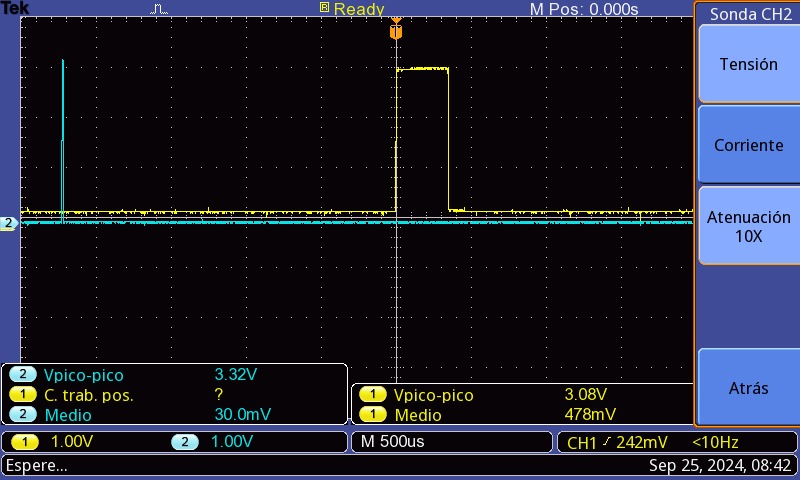 Tek R Ready M Pos: 0.000s
Sonda CH2
T
Tensión
Corriente
Atenuación
10X
Atrás
2
2 Vpico-pico 3.32V
1 C. trab. pos. ?
2 Medio 30.0mV
1 Vpico-pico 3.08V
1 Medio 478mV
1 1.00V 2 1.00V M 500us CH1 242mV <10Hz
Espere... Sep 25, 2024, 08:42